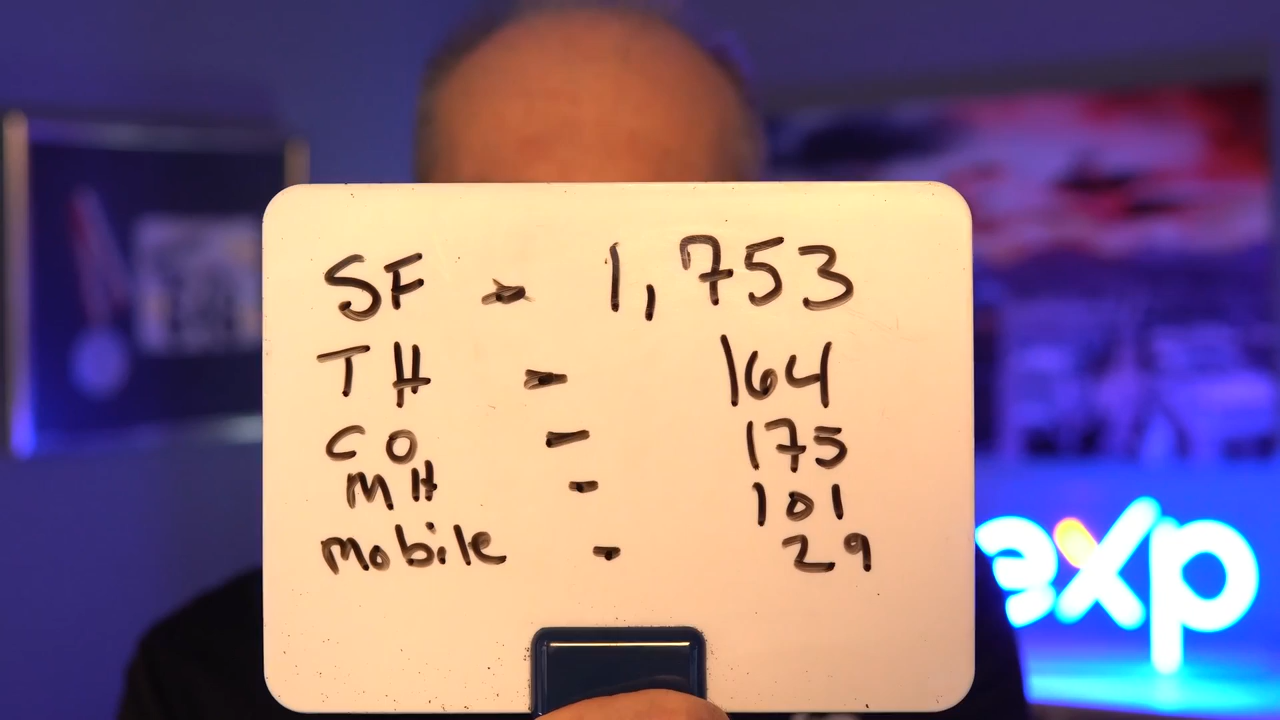 SF - 1,753
TH - 164
CO - 175
MH - 101
Mobile - 29
exp